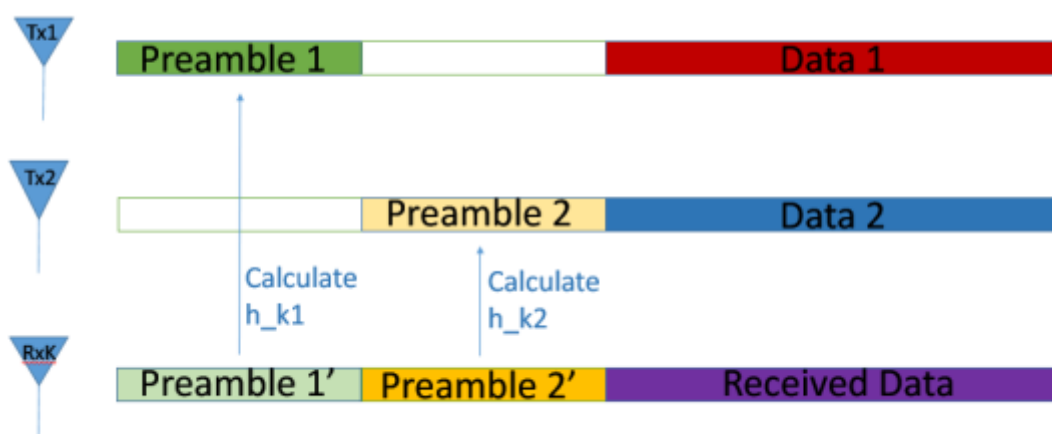 Tx1
Preamble 1
Data 1
Tx2
Preamble 2
Data 2
Calculate
h_k1
Calculate
h_k2
RxK
Preamble 1’
Preamble 2’
Received Data